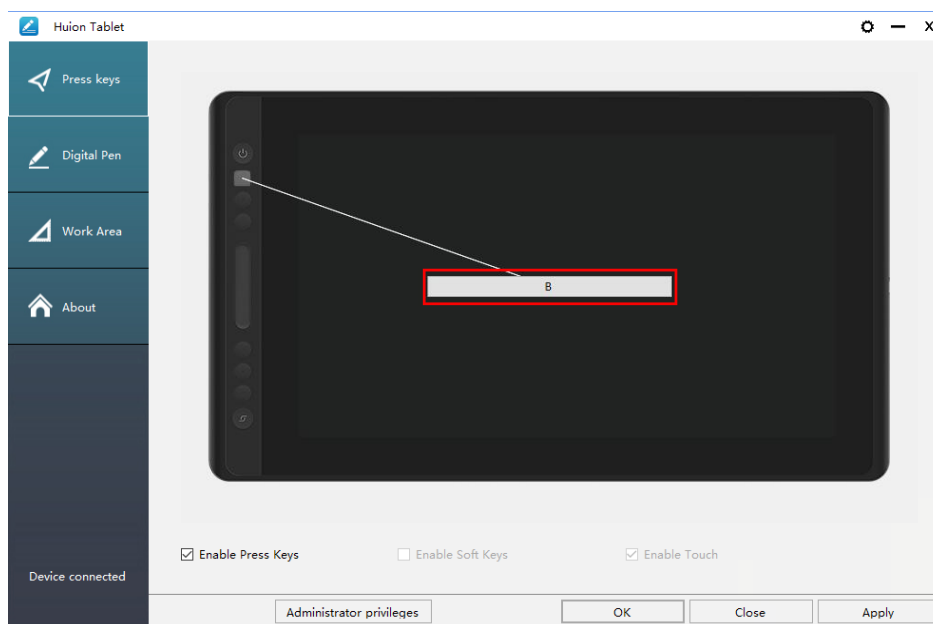 Huion Tablet
X
Press keys
Digital Pen
Work Area
About
B
Enable Press Keys Enable Soft Keys Enable Touch
Device connected
Administrator privileges OK Close Apply